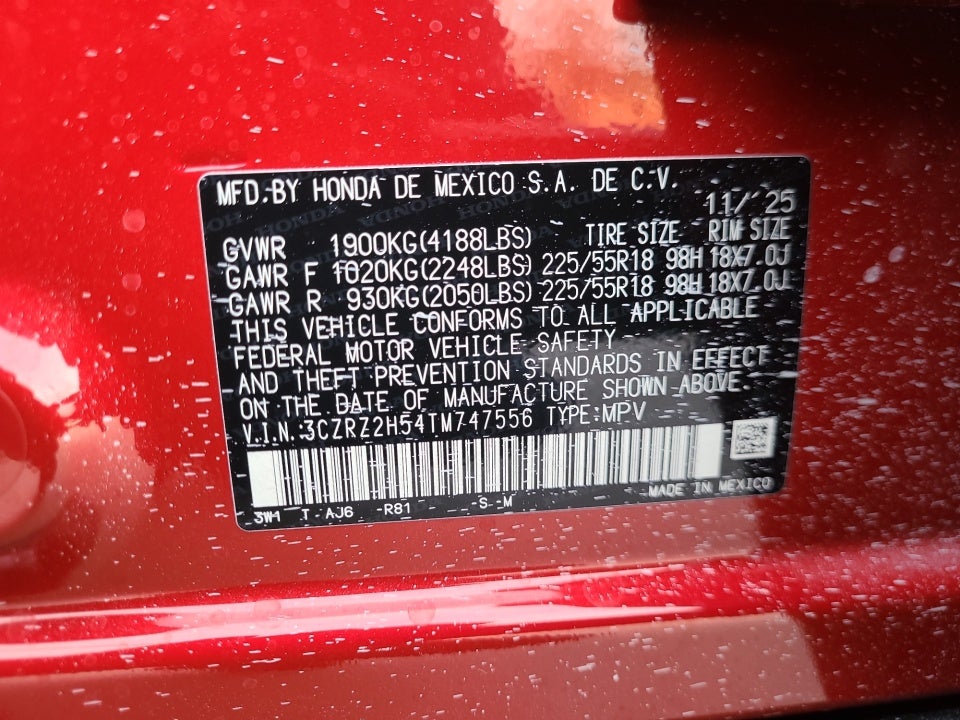 MFD.BY HONDA DE MEXICO S.A. DE C.V.
11/'25
GVWR 1900KG(4188LBS) TIRE SIZE RIM SIZE
GAWR F 1020KG(2248LBS) 225/55R18 98H 18X7.0J
GAWR R 930KG(2050LBS) 225/55R18 98H 18X7.0J
THIS VEHICLE CONFORMS TO ALL APPLICABLE
FEDERAL MOTOR VEHICLE SAFETY
AND THEFT PREVENTION STANDARDS IN EFFECT
ON THE DATE OF MANUFACTURE SHOWN ABOVE.
V.I.N.:3CZRZ2H54TM747556 TYPE:MPV
MADE IN MEXICO
3W1 T AJ6 -R81 -S -M